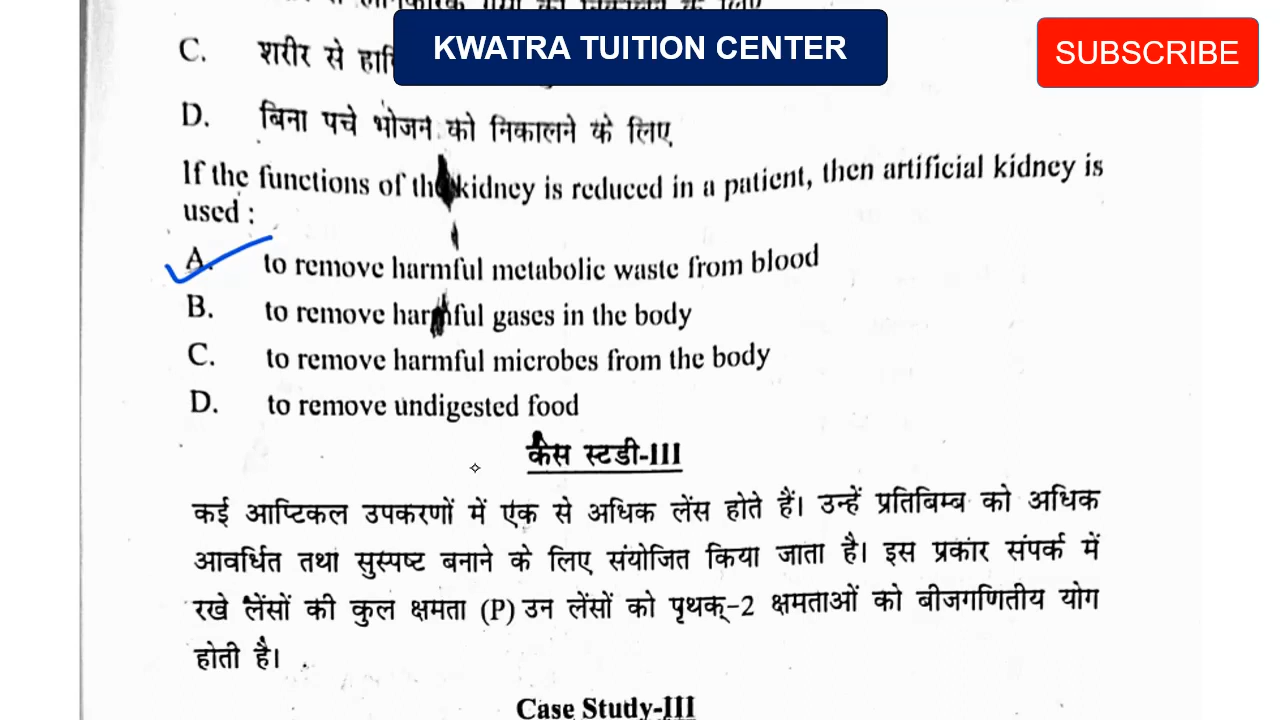 KWATRA TUITION CENTER
SUBSCRIBE
C. शरीर से
D. बिना पचे भोजन को निकालने के लिए
If the functions of the kidney is reduced in a patient, then artificial kidney is
used :
A. to remove harmful metabolic waste from blood
B. to remove harmful gases in the body
C. to remove harmful microbes from the body
D. to remove undigested food
केस स्टडी-III
कई आप्टिकल उपकरणों में एक से अधिक लेंस होते हैं। उन्हें प्रतिबिम्ब को अधिक
आवर्धित तथा सुस्पष्ट बनाने के लिए संयोजित किया जाता है। इस प्रकार संपर्क में
रखे लेंसों की कुल क्षमता (P) उन लेंसों को पृथक्-2 क्षमताओं को बीजगणितीय योग
होती है।
Case Study-III